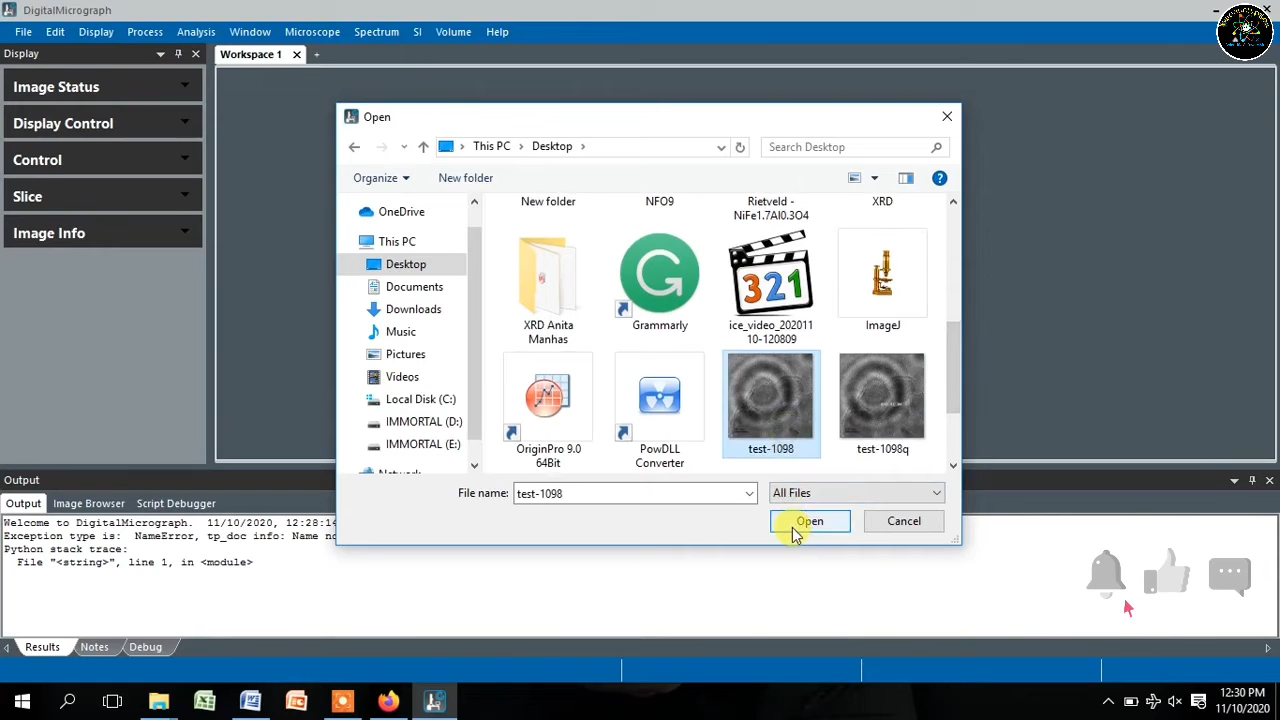 DigitalMicrograph
File Edit Display Process Analysis Window Microscope Spectrum SI Volume Help
Display
Workspace 1
Image Status
Display Control
Control
Slice
Image Info
Open
This PC Desktop
Search Desktop
Organize New folder
OneDrive
This PC
Desktop
Documents
Downloads
Music
Pictures
Videos
Local Disk (C:)
IMMORTAL (D:)
IMMORTAL (E:)
Network
New folder
NFO9
Rietveld -
NiFe1.7Al0.3O4
XRD
XRD Anita
Manhas
Grammarly
ice_video_202011
10-120809
ImageJ
OriginPro 9.0
64Bit
PowDLL
Converter
test-1098
test-1098q
File name: test-1098 All Files
Open Cancel
Output
Output Image Browser Script Debugger
Welcome to DigitalMicrograph. 11/10/2020, 12:28:14
Exception type is: NameError, tp_doc info: Name no
Python stack trace:
File "<string>", line 1, in <module>
Results Notes Debug
12:30 PM
11/10/2020